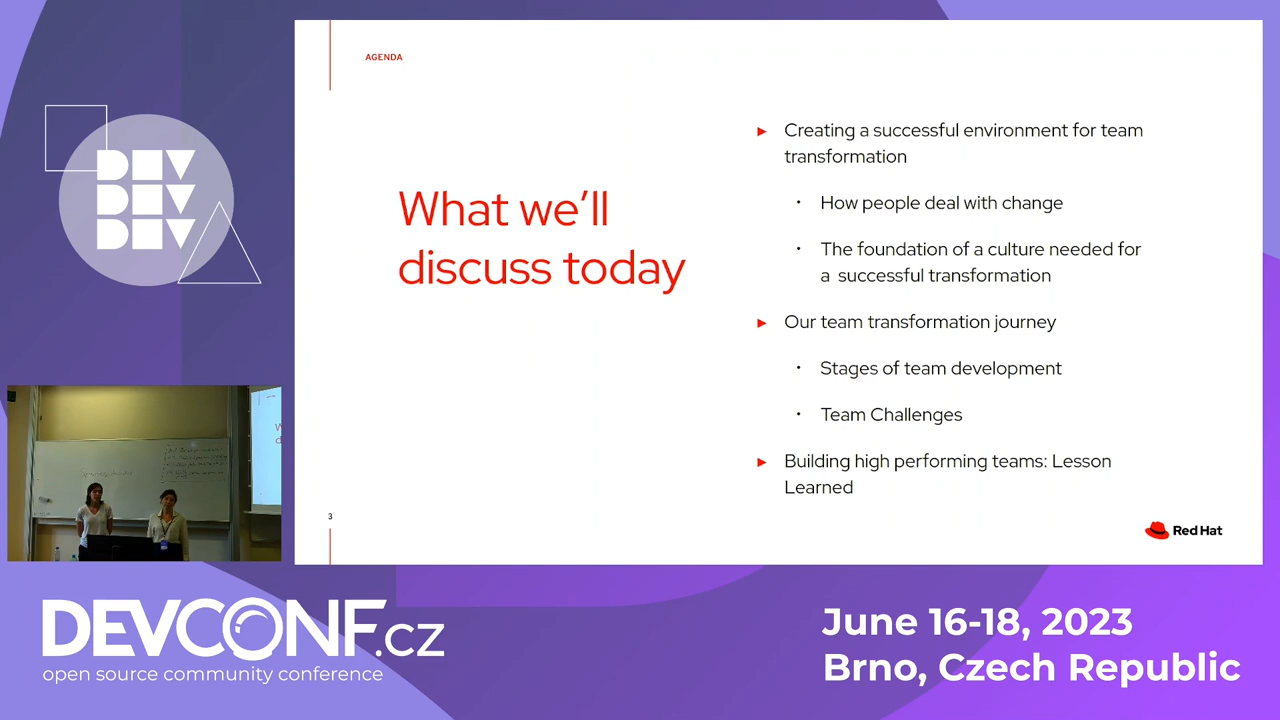 AGENDA
What we'll
discuss today
► Creating a successful environment for team
transformation
• How people deal with change
• The foundation of a culture needed for
a successful transformation
► Our team transformation journey
• Stages of team development
• Team Challenges
► Building high performing teams: Lesson
Learned
3
Red Hat
DEV
DEV
DEV
DEVCONF.cz
open source community conference
June 16-18, 2023
Brno, Czech Republic